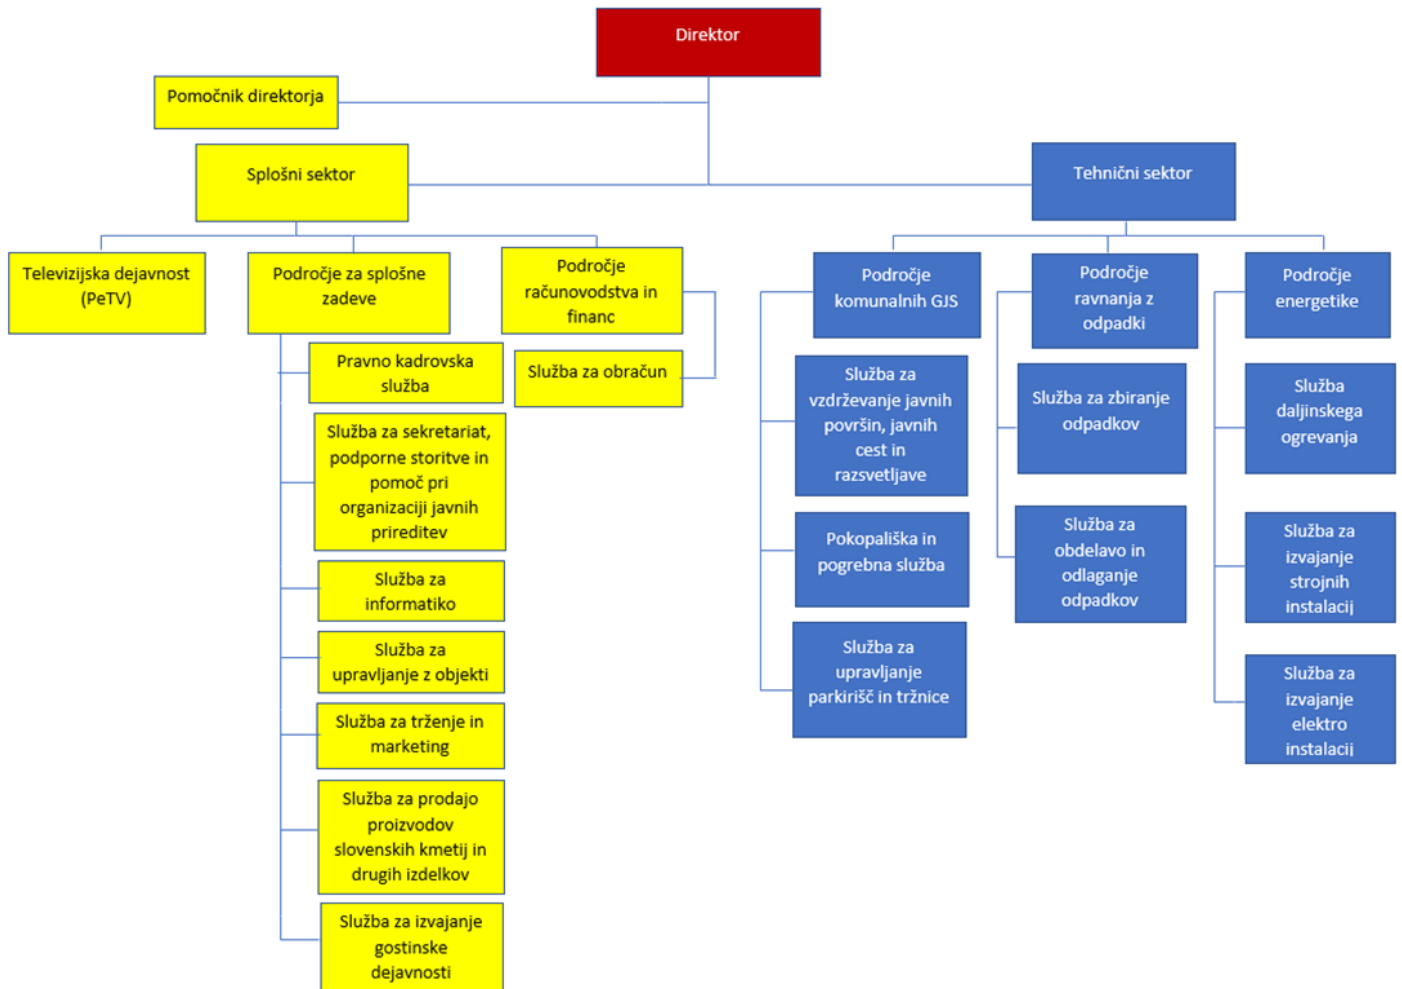 Direktor
Pomočnik direktorja
Splošni sektor
Tehnični sektor
Televizijska dejavnost
(PeTV)
Področje za splošne
zadeve
Področje
računovodstva in
financ
Pravno kadrovska
služba
Služba za sekretariat,
podporne storitve in
pomoč pri
organizaciji javnih
prireditev
Služba za
informatiko
Služba za
upravljanje z objekti
Služba za trženje in
marketing
Služba za prodajo
proizvodov
slovenskih kmetij in
drugih izdelkov
Služba za izvajanje
gostinske
dejavnosti
Služba za obračun
Področje
komunalnih GJS
Služba za
vzdrževanje javnih
površin, javnih
cest in
razsvetljave
Pokopališka in
pogrebna služba
Služba za
upravljanje
parkirišč in tržnice
Področje
ravnanja z
odpadki
Služba za zbiranje
odpadkov
Služba za
obdelavo in
odlaganje
odpadkov
Področje
energetike
Služba
daljinskega
ogrevanja
Služba za
izvajanje
strojnih
instalacij
Služba za
izvajanje
elektro
instalacij